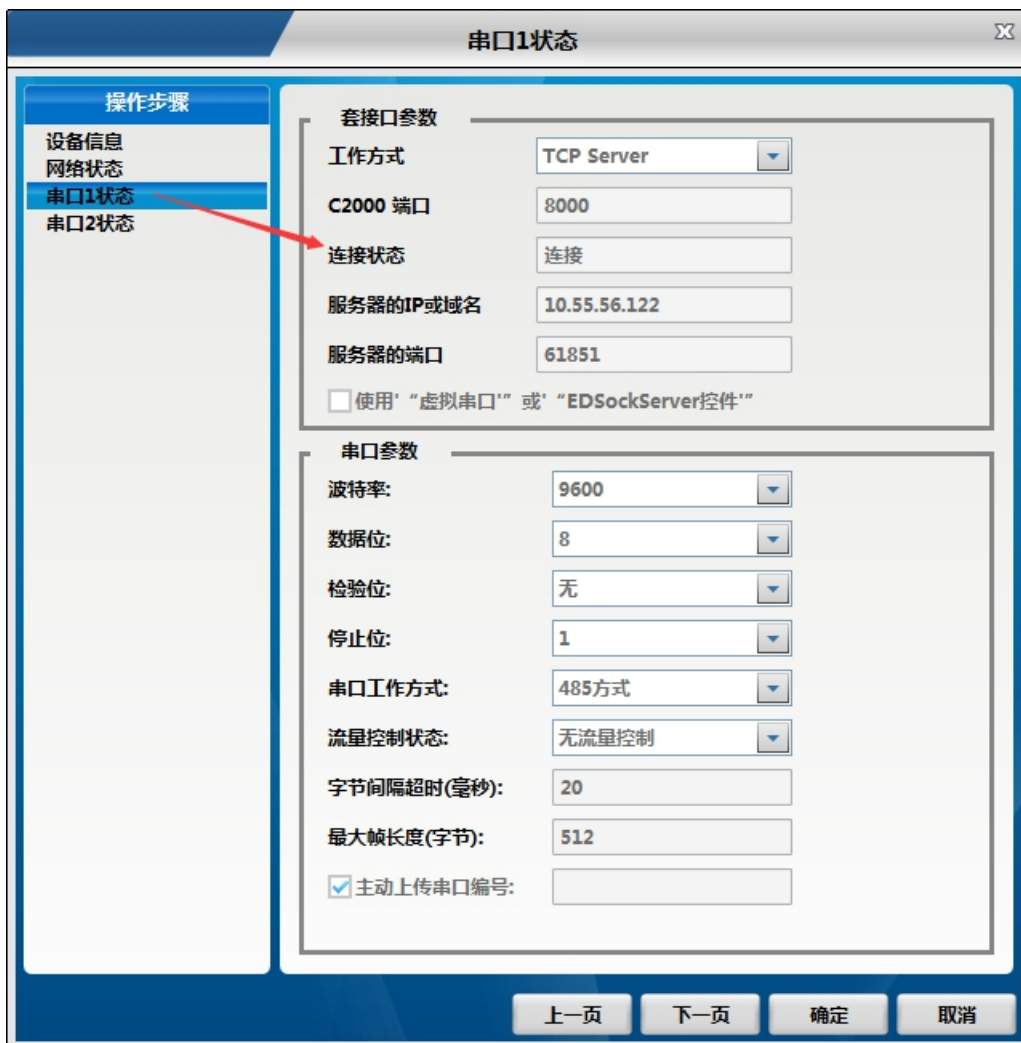 串口1状态
操作步骤
设备信息
网络状态
串口1状态
串口2状态
套接口参数
工作方式 TCP Server
C2000 端口 8000
连接状态 连接
服务器的IP或域名 10.55.56.122
服务器的端口 61851
使用' “虚拟串口'” 或' “EDSockServer控件'”
串口参数
波特率: 9600
数据位: 8
检验位: 无
停止位: 1
串口工作方式: 485方式
流量控制状态: 无流量控制
字节间隔超时(毫秒): 20
最大帧长度(字节): 512
主动上传串口编号:
上一页 下一页 确定 取消